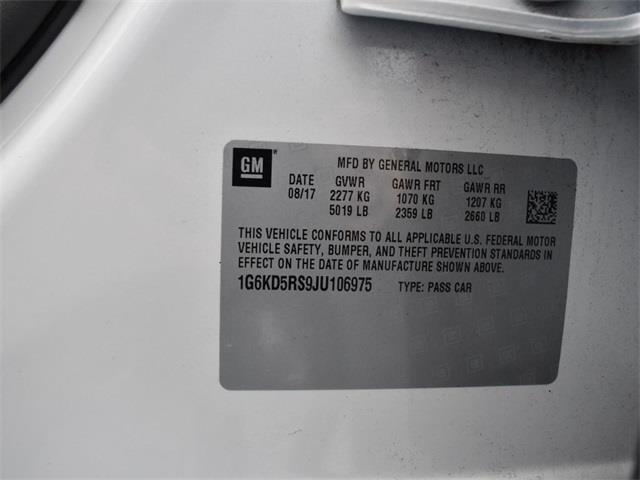 GM
MFD BY GENERAL MOTORS LLC
DATE GVWR GAWR FRT GAWR RR
08/17 2277 KG 1070 KG 1207 KG
5019 LB 2359 LB 2660 LB
THIS VEHICLE CONFORMS TO ALL APPLICABLE U.S. FEDERAL MOTOR
VEHICLE SAFETY, BUMPER, AND THEFT PREVENTION STANDARDS IN
EFFECT ON THE DATE OF MANUFACTURE SHOWN ABOVE.
1G6KD5RS9JU106975 TYPE: PASS CAR